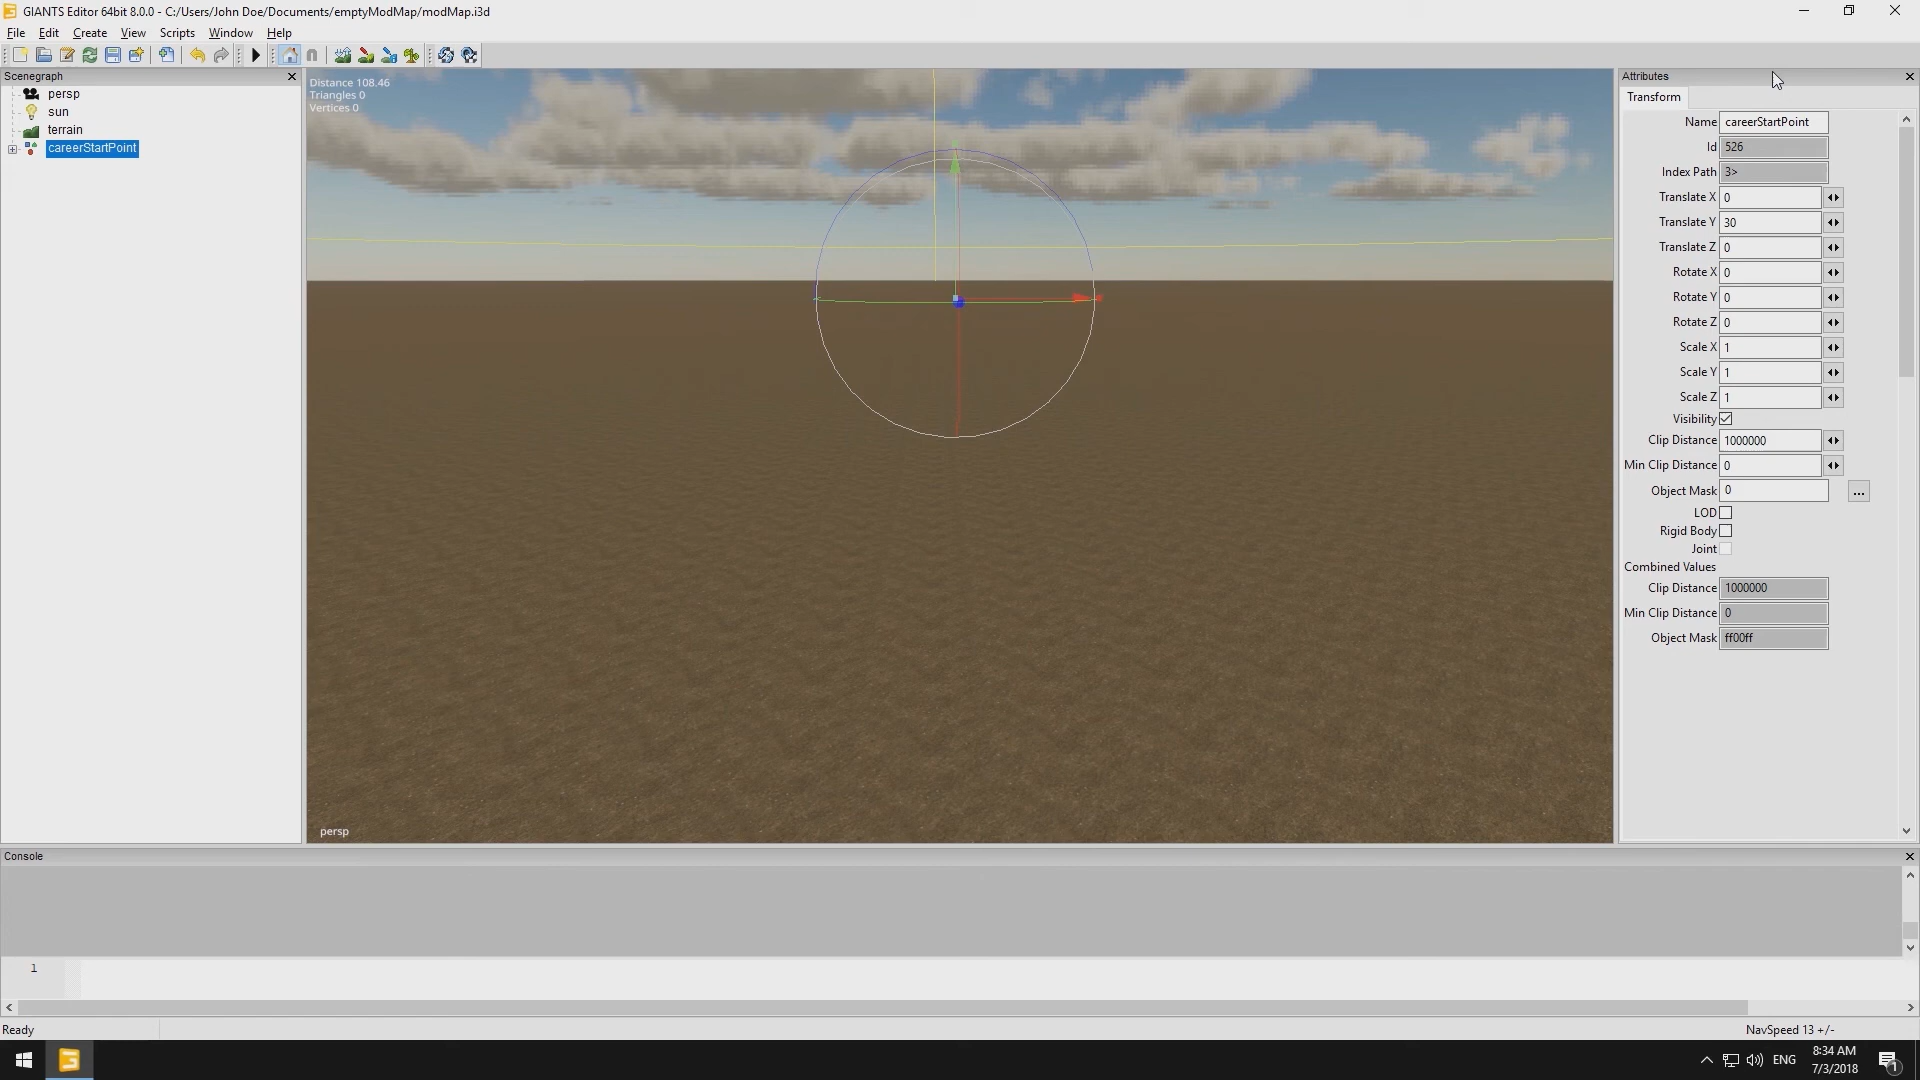 GIANTS Editor 64bit 8.0.0 - C:/Users/John Doe/Documents/emptyModMap/modMap.i3d
File Edit Create View Scripts Window Help
Scenegraph
persp
sun
terrain
careerStartPoint
Distance 108.46
Triangles 0
Vertices 0
persp
Attributes
Transform
Name careerStartPoint
Id 526
Index Path 3>
Translate X 0
Translate Y 30
Translate Z 0
Rotate X 0
Rotate Y 0
Rotate Z 0
Scale X 1
Scale Y 1
Scale Z 1
Visibility
Clip Distance 1000000
Min Clip Distance 0
Object Mask 0 ...
LOD
Rigid Body
Joint
Combined Values
Clip Distance 1000000
Min Clip Distance 0
Object Mask ff00ff
Console
1
Ready
NavSpeed 13 +/-
ENG
8:34 AM
7/3/2018
1